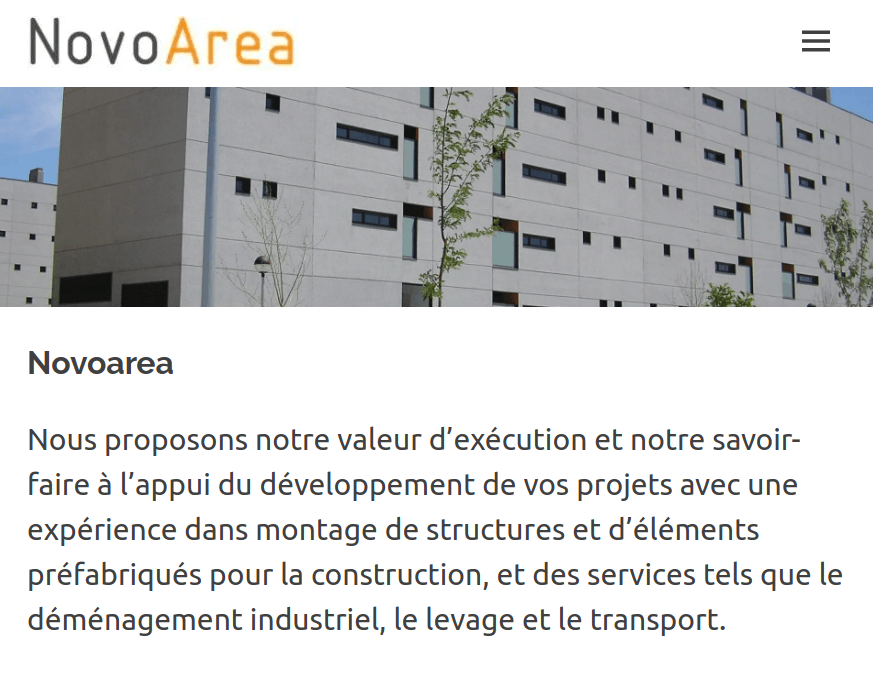 NovoArea
Novoarea
Nous proposons notre valeur d’exécution et notre savoir-
faire à l’appui du développement de vos projets avec une
expérience dans montage de structures et d’éléments
préfabriqués pour la construction, et des services tels que le
déménagement industriel, le levage et le transport.